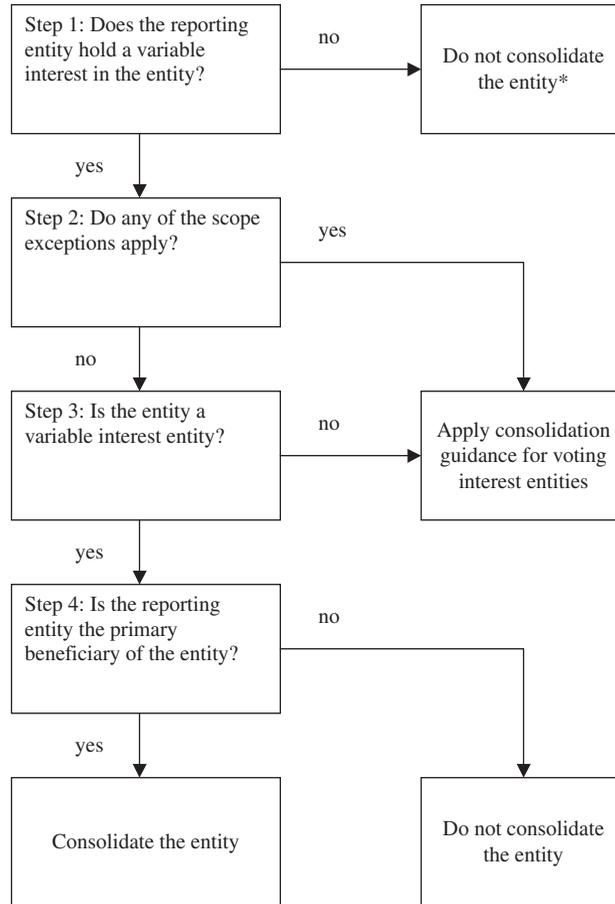 Step 1: Does the reporting
entity hold a variable
interest in the entity?
no
Do not consolidate
the entity*
yes
Step 2: Do any of the scope
exceptions apply?
yes
no
Step 3: Is the entity a
variable interest entity?
no
Apply consolidation
guidance for voting
interest entities
yes
Step 4: Is the reporting
entity the primary
beneficiary of the entity?
no
yes
Consolidate the entity
Do not consolidate
the entity